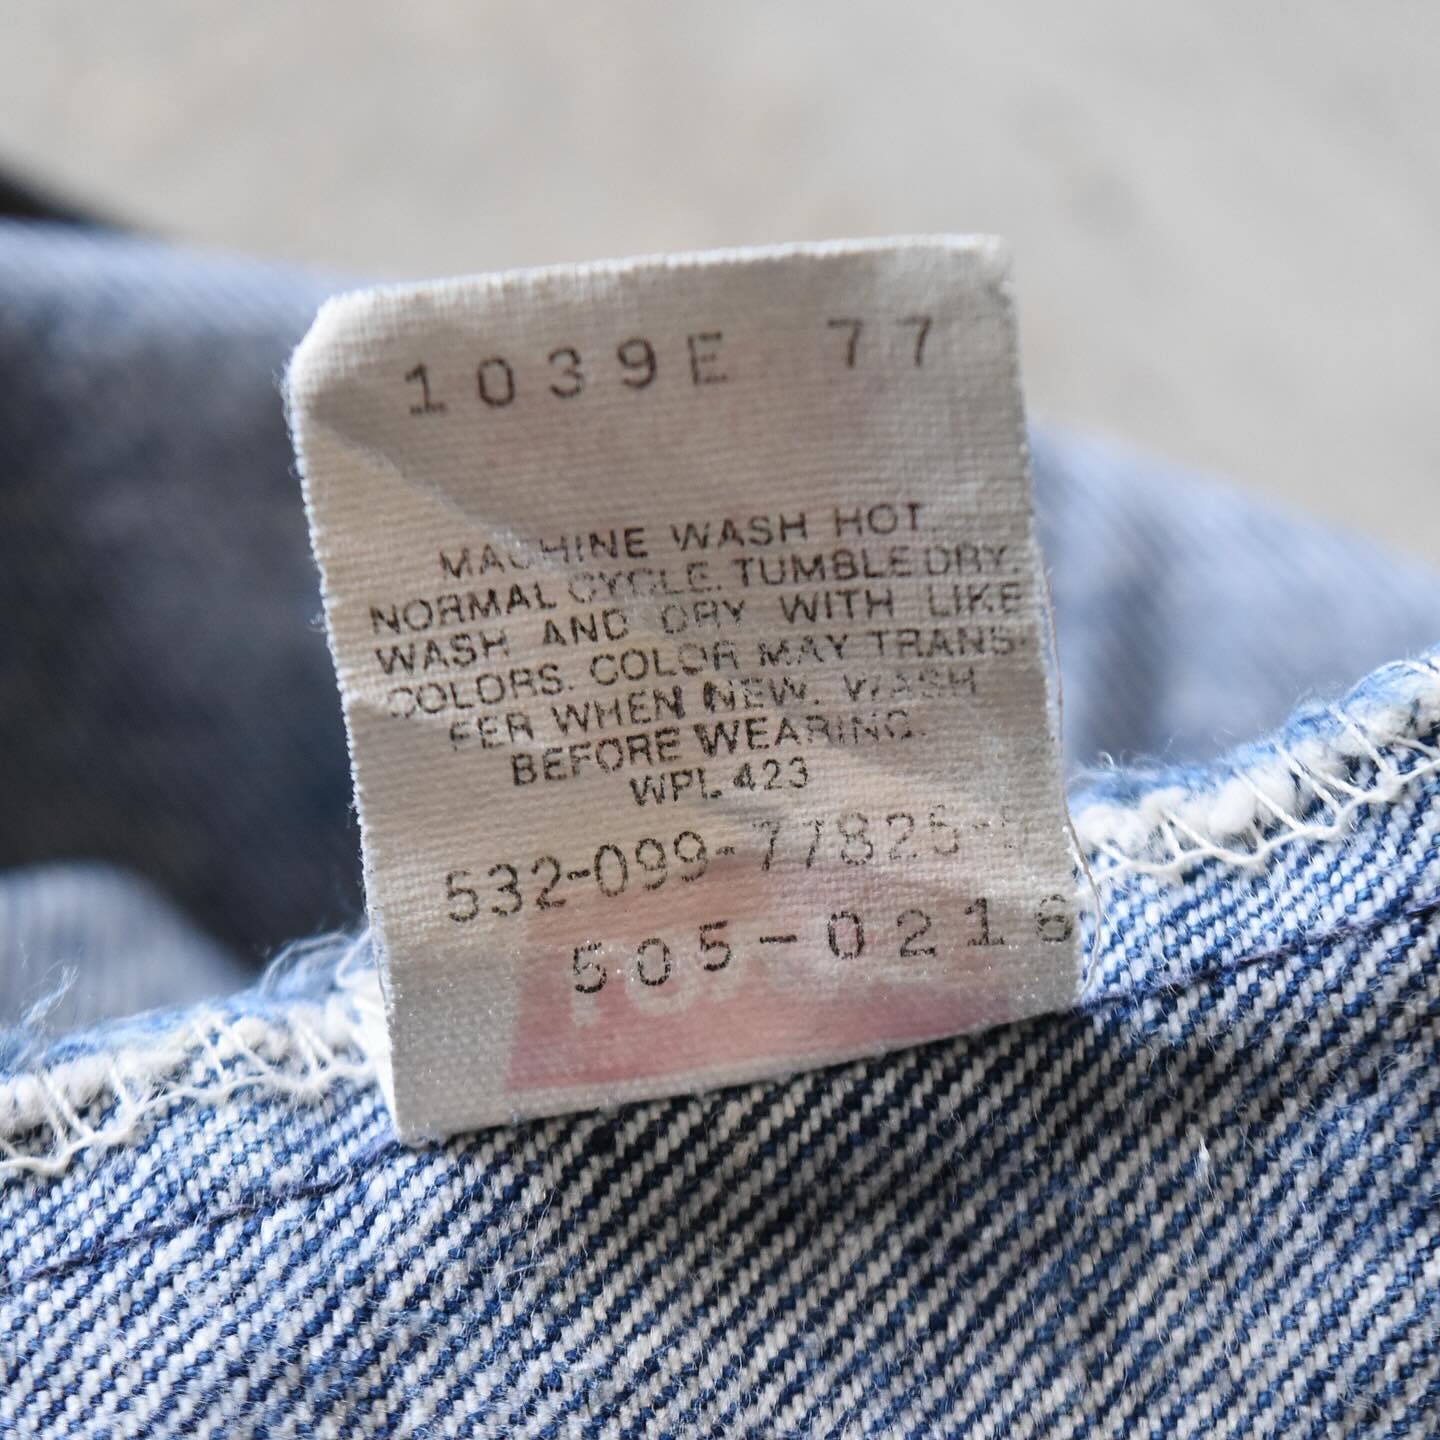 1039E 77
MACHINE WASH HOT.
NORMAL CYCLE. TUMBLE DRY.
WASH AND DRY WITH LIKE
COLORS. COLOR MAY TRANS-
FER WHEN NEW. WASH
BEFORE WEARING.
WPL 423
532-099-77825-
505-0216